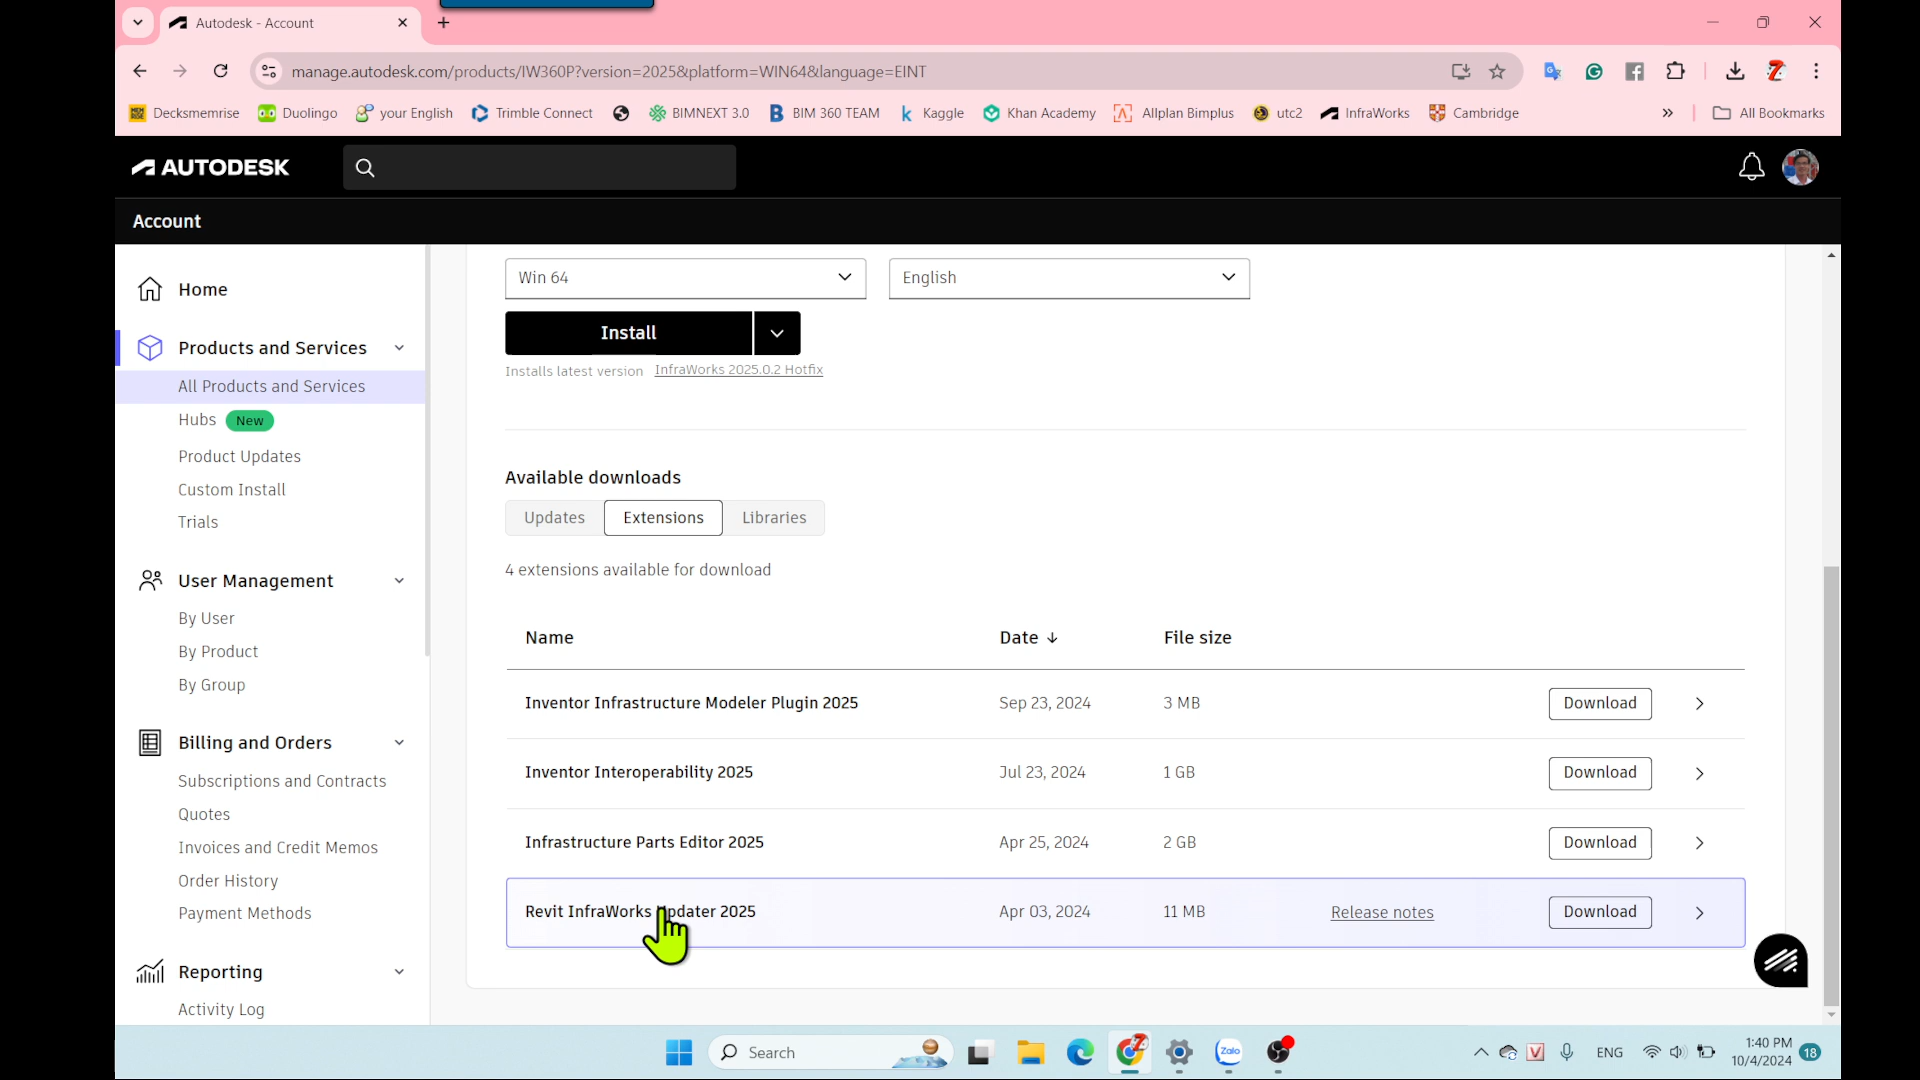 Autodesk - Account
manage.autodesk.com/products/IW360P?version=2025&platform=WIN64&language=EINT
Decksmemrise
Duolingo
your English
Trimble Connect
BIMNEXT 3.0
BIM 360 TEAM
Kaggle
Khan Academy
Allplan Bimplus
utc2
InfraWorks
Cambridge
»
All Bookmarks
AUTODESK
Account
Home
Products and Services
All Products and Services
Hubs New
Product Updates
Custom Install
Trials
User Management
By User
By Product
By Group
Billing and Orders
Subscriptions and Contracts
Quotes
Invoices and Credit Memos
Order History
Payment Methods
Reporting
Activity Log
Win 64
English
Install
Installs latest version InfraWorks 2025.0.2 Hotfix
Available downloads
Updates Extensions Libraries
4 extensions available for download
Name Date ↓ File size
Inventor Infrastructure Modeler Plugin 2025 Sep 23, 2024 3 MB Download
Inventor Interoperability 2025 Jul 23, 2024 1 GB Download
Infrastructure Parts Editor 2025 Apr 25, 2024 2 GB Download
Revit InfraWorks Updater 2025 Apr 03, 2024 11 MB Release notes Download
Search
Zalo
ENG
1:40 PM
10/4/2024
18